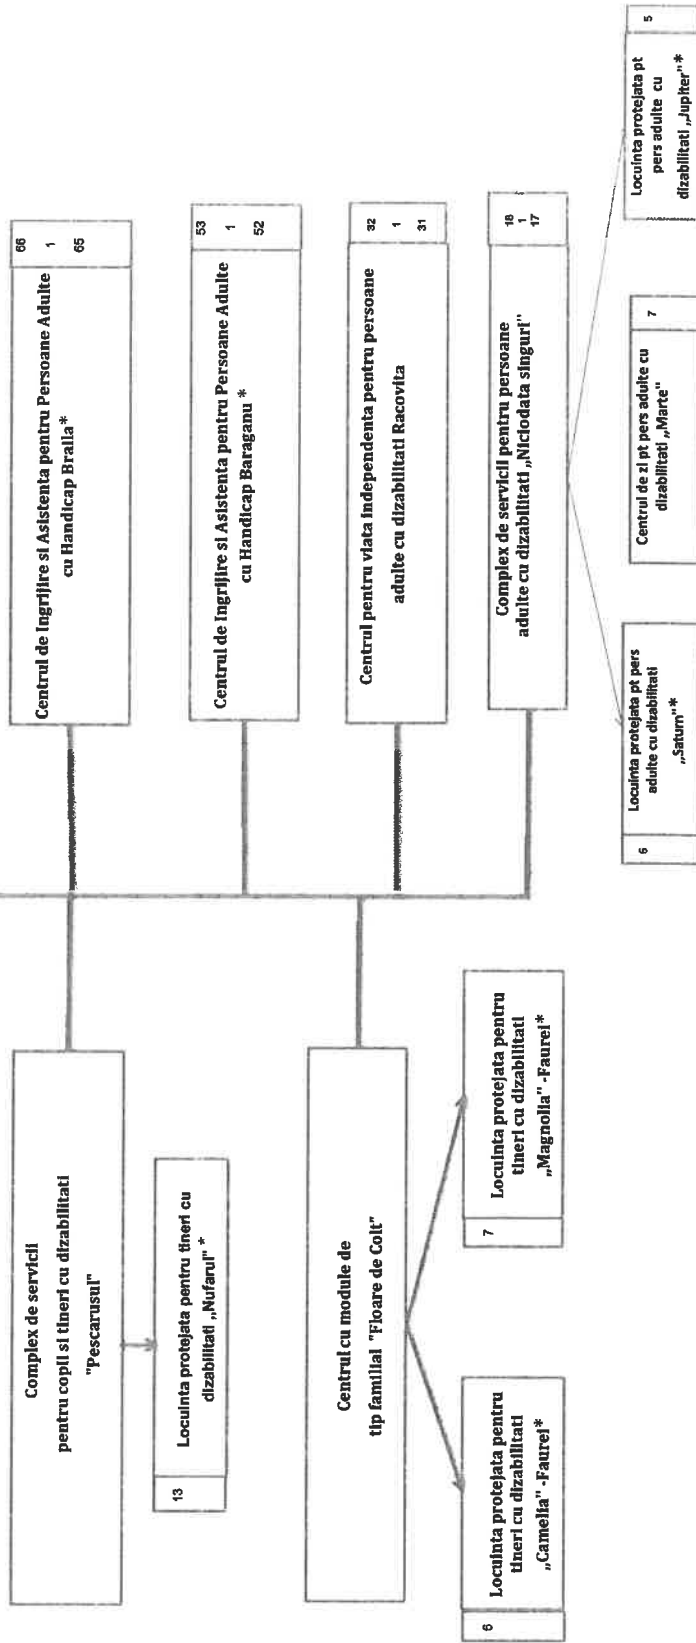 Complex de servicii
pentru copii si tineri cu dizabilitati
"Pescarusul"
13
Locuinta protejata pentru tineri cu
dizabilitati „Nufarul" *
Centrul cu module de
tip familial "Floare de Colt"
6
Locuinta protejata pentru
tineri cu dizabilitati
„Camelia" -Faurei*
7
Locuinta protejata pentru
tineri cu dizabilitati
„Magnolia" -Faurei*
Centrul de Ingrijire si Asistenta pentru Persoane Adulte
cu Handicap Braila*
66
1
65
Centrul de Ingrijire si Asistenta pentru Persoane Adulte
cu Handicap Baraganu *
53
1
52
Centrul pentru viata independenta pentru persoane
adulte cu dizabilitati Racovita
32
1
31
Complex de servicii pentru persoane
adulte cu dizabilitati „Niciodata singuri"
18
1
17
6
Locuinta protejata pt pers
adulte cu dizabilitati
„Saturn"*
Centrul de zi pt pers adulte cu
dizabilitati „Marte"
7
Locuinta protejata pt
pers adulte cu
dizabilitati „Jupiter"*
5